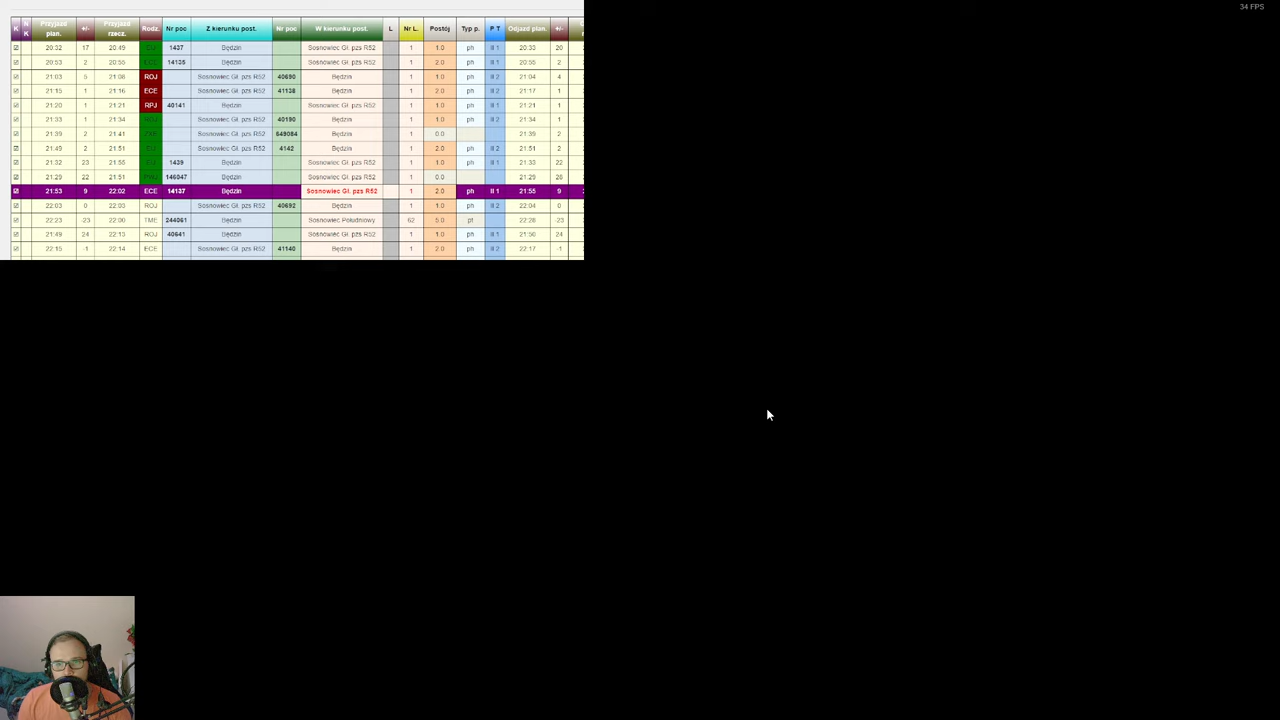 34 FPS
K N K Przyjazd plan. +/- Przyjazd rzecz. Rodz. Nr poc Z kierunku post. Nr poc W kierunku post. L Nr L. Postój Typ p. P T Odjazd plan. +/-
20:32 17 20:49 1437 Będzin Sosnowiec Gł. pzs R52 1 1.0 ph II 1 20:33 20
20:53 2 20:55 14135 Będzin Sosnowiec Gł. pzs R52 1 2.0 ph II 1 20:55 2
21:03 5 21:08 ROJ Sosnowiec Gł. pzs R52 40690 Będzin 1 1.0 ph II 2 21:04 4
21:15 1 21:16 ECE Sosnowiec Gł. pzs R52 41138 Będzin 1 2.0 ph II 2 21:17 1
21:20 1 21:21 RPJ 40141 Będzin Sosnowiec Gł. pzs R52 1 1.0 ph II 1 21:21 1
21:33 1 21:34 Sosnowiec Gł. pzs R52 40190 Będzin 1 1.0 ph II 2 21:34 1
21:39 2 21:41 Sosnowiec Gł. pzs R52 649084 Będzin 1 0.0 21:39 2
21:49 2 21:51 Sosnowiec Gł. pzs R52 4142 Będzin 1 2.0 ph II 2 21:51 2
21:32 23 21:55 1439 Będzin Sosnowiec Gł. pzs R52 1 1.0 ph II 1 21:33 22
21:29 22 21:51 146047 Będzin Sosnowiec Gł. pzs R52 1 0.0 21:29 28
21:53 9 22:02 ECE 14137 Będzin Sosnowiec Gł. pzs R52 1 2.0 ph II 1 21:55 9
22:03 0 22:03 ROJ Sosnowiec Gł. pzs R52 40692 Będzin 1 1.0 ph II 2 22:04 0
22:23 -23 22:00 TME 244061 Będzin Sosnowiec Południowy 62 5.0 pt 22:28 -23
21:49 24 22:13 ROJ 40641 Będzin Sosnowiec Gł. pzs R52 1 1.0 ph II 1 21:50 24
22:15 -1 22:14 ECE Sosnowiec Gł. pzs R52 41140 Będzin 1 2.0 ph II 2 22:17 -1